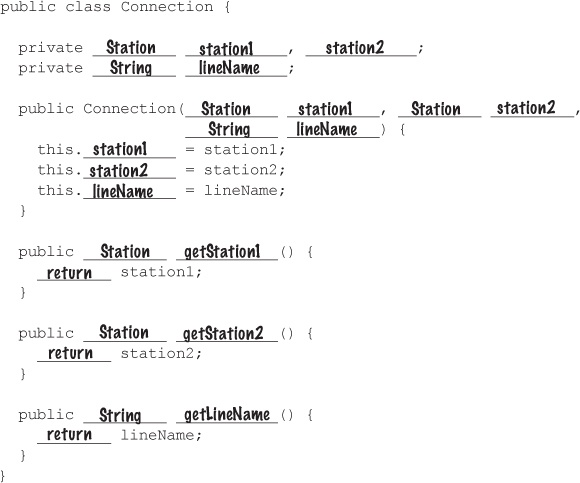 public class Connection {
private Station station1, station2;
private String lineName;
public Connection(Station station1, Station station2,
String lineName) {
this.station1 = station1;
this.station2 = station2;
this.lineName = lineName;
}
public Station getStation1() {
return station1;
}
public Station getStation2() {
return station2;
}
public String getLineName() {
return lineName;
}
}